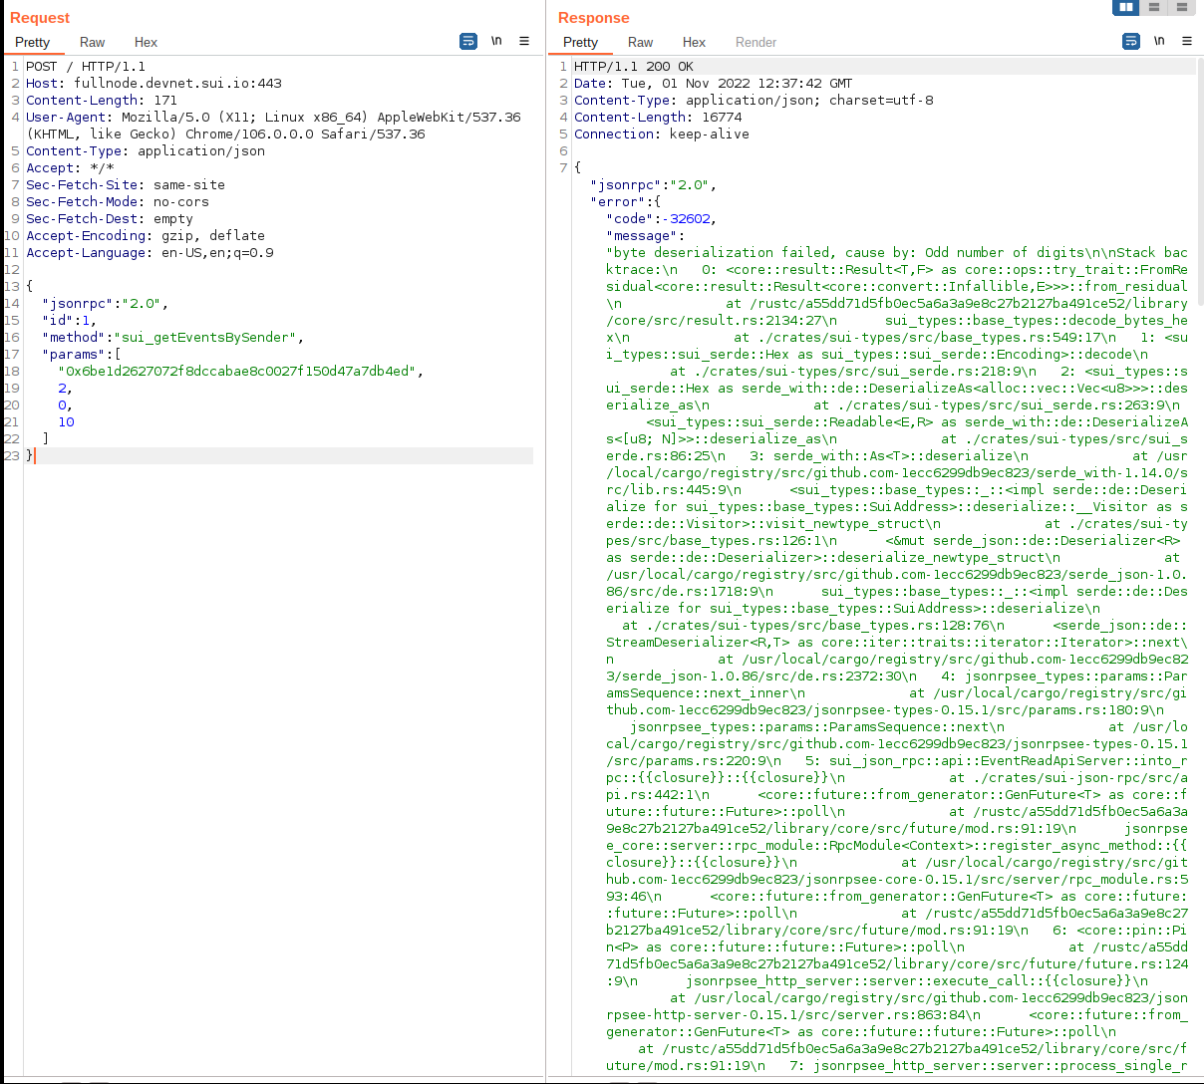 Request
Pretty Raw Hex
\n
1 POST / HTTP/1.1
2 Host: fullnode.devnet.sui.io:443
3 Content-Length: 171
4 User-Agent: Mozilla/5.0 (X11; Linux x86_64) AppleWebKit/537.36
(KHTML, like Gecko) Chrome/106.0.0.0 Safari/537.36
5 Content-Type: application/json
6 Accept: */*
7 Sec-Fetch-Site: same-site
8 Sec-Fetch-Mode: no-cors
9 Sec-Fetch-Dest: empty
10 Accept-Encoding: gzip, deflate
11 Accept-Language: en-US,en;q=0.9
12
13 {
14 "jsonrpc":"2.0",
15 "id":1,
16 "method":"sui_getEventsBySender",
17 "params":[
18 "0x6be1d2627072f8dccabae8c0027f150d47a7db4ed",
19 2,
20 0,
21 10
22 ]
23 }
Response
Pretty Raw Hex Render
\n
1 HTTP/1.1 200 OK
2 Date: Tue, 01 Nov 2022 12:37:42 GMT
3 Content-Type: application/json; charset=utf-8
4 Content-Length: 16774
5 Connection: keep-alive
6
7 {
"jsonrpc":"2.0",
"error":{
"code":-32602,
"message":
"byte deserialization failed, cause by: Odd number of digits\n\nStack bac
ktrace:\n 0: <core::result::Result<T,F> as core::ops::try_trait::FromRe
sidual<core::result::Result<core::convert::Infallible,E>>>::from_residual
\n at /rustc/a55dd71d5fb0ec5a6a3a9e8c27b2127ba491ce52/library
/core/src/result.rs:2134:27\n sui_types::base_types::decode_bytes_he
x\n at ./crates/sui-types/src/base_types.rs:549:17\n 1: <su
i_types::sui_serde::Hex as sui_types::sui_serde::Encoding>::decode\n
at ./crates/sui-types/src/sui_serde.rs:218:9\n 2: <sui_types::s
ui_serde::Hex as serde_with::de::DeserializeAs<alloc::vec::Vec<u8>>>::des
erialize_as\n at ./crates/sui-types/src/sui_serde.rs:263:9\n
<sui_types::sui_serde::Readable<E,R> as serde_with::de::DeserializeA
s<[u8; N]>>::deserialize_as\n at ./crates/sui-types/src/sui_s
erde.rs:86:25\n 3: serde_with::As<T>::deserialize\n at /usr
/local/cargo/registry/src/github.com-1ecc6299db9ec823/serde_with-1.14.0/s
rc/lib.rs:445:9\n <sui_types::base_types::_::<impl serde::de::Deseri
alize for sui_types::base_types::SuiAddress>::deserialize::__Visitor as s
erde::de::Visitor>::visit_newtype_struct\n at ./crates/sui-ty
pes/src/base_types.rs:126:1\n <&mut serde_json::de::Deserializer<R>
as serde::de::Deserializer>::deserialize_newtype_struct\n at
/usr/local/cargo/registry/src/github.com-1ecc6299db9ec823/serde_json-1.0.
86/src/de.rs:1718:9\n sui_types::base_types::_::<impl serde::de::Des
erialize for sui_types::base_types::SuiAddress>::deserialize\n
at ./crates/sui-types/src/base_types.rs:128:76\n <serde_json::de::
StreamDeserializer<R,T> as core::iter::traits::iterator::Iterator>::next\
n at /usr/local/cargo/registry/src/github.com-1ecc6299db9ec82
3/serde_json-1.0.86/src/de.rs:2372:30\n 4: jsonrpsee_types::params::Par
amsSequence::next_inner\n at /usr/local/cargo/registry/src/gi
thub.com-1ecc6299db9ec823/jsonrpsee-types-0.15.1/src/params.rs:180:9\n
jsonrpsee_types::params::ParamsSequence::next\n at /usr/lo
cal/cargo/registry/src/github.com-1ecc6299db9ec823/jsonrpsee-types-0.15.1
/src/params.rs:220:9\n 5: sui_json_rpc::api::EventReadApiServer::into_r
pc::{{closure}}::{{closure}}\n at ./crates/sui-json-rpc/src/a
pi.rs:442:1\n <core::future::from_generator::GenFuture<T> as core::f
uture::future::Future>::poll\n at /rustc/a55dd71d5fb0ec5a6a3a
9e8c27b2127ba491ce52/library/core/src/future/mod.rs:91:19\n jsonrpse
e_core::server::rpc_module::RpcModule<Context>::register_async_method::{{
closure}}::{{closure}}\n at /usr/local/cargo/registry/src/git
hub.com-1ecc6299db9ec823/jsonrpsee-core-0.15.1/src/server/rpc_module.rs:5
93:46\n <core::future::from_generator::GenFuture<T> as core::future:
:future::Future>::poll\n at /rustc/a55dd71d5fb0ec5a6a3a9e8c27
b2127ba491ce52/library/core/src/future/mod.rs:91:19\n 6: <core::pin::Pi
n<P> as core::future::future::Future>::poll\n at /rustc/a55dd
71d5fb0ec5a6a3a9e8c27b2127ba491ce52/library/core/src/future/future.rs:124
:9\n jsonrpsee_http_server::server::execute_call::{{closure}}\n
at /usr/local/cargo/registry/src/github.com-1ecc6299db9ec823/json
rpsee-http-server-0.15.1/src/server.rs:863:84\n <core::future::from_
generator::GenFuture<T> as core::future::future::Future>::poll\n
at /rustc/a55dd71d5fb0ec5a6a3a9e8c27b2127ba491ce52/library/core/src/f
uture/mod.rs:91:19\n 7: jsonrpsee_http_server::server::process_single_r